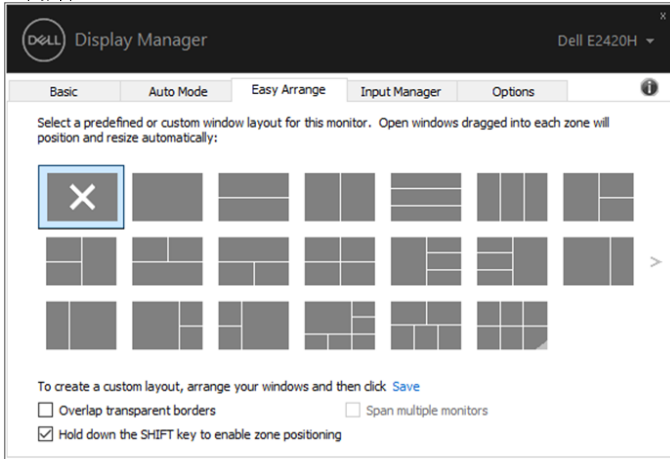 DELL Display Manager
x
Dell E2420H
Basic Auto Mode Easy Arrange Input Manager Options
Select a predefined or custom window layout for this monitor. Open windows dragged into each zone will
position and resize automatically:
To create a custom layout, arrange your windows and then click Save
Overlap transparent borders
Span multiple monitors
Hold down the SHIFT key to enable zone positioning